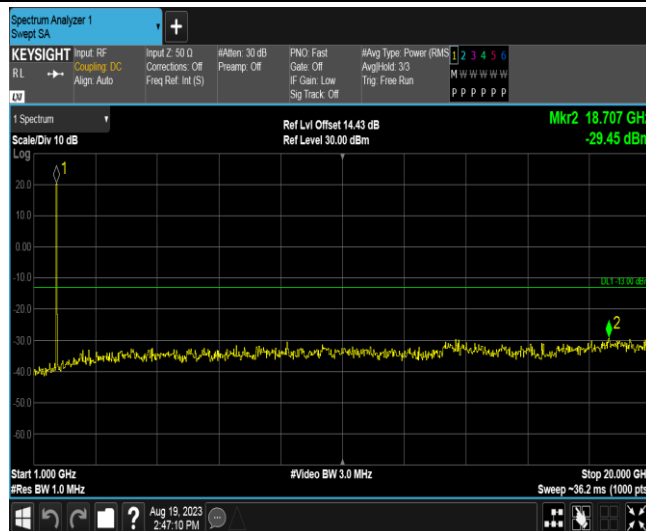 Spectrum Analyzer 1
Swept SA
+
KEYSIGHT
RL
LXI
Input: RF
Coupling: DC
Align: Auto
Input Z: 50 Ω
Corrections: Off
Freq Ref: Int (S)
#Atten: 30 dB
Preamp: Off
PNO: Fast
Gate: Off
IF Gain: Low
Sig Track: Off
#Avg Type: Power (RMS
Avg|Hold: 3/3
Trig: Free Run
1 2 3 4 5 6
M W W W W W
P P P P P P
1 Spectrum
Scale/Div 10 dB
Ref Lvl Offset 14.43 dB
Ref Level 30.00 dBm
Mkr2 18.707 GHz
-29.45 dBm
Log
1
20.0
10.0
0.00
-10.0
DL1 -13.00 dBm
-20.0
2
-30.0
-40.0
-50.0
-60.0
Start 1.000 GHz
#Video BW 3.0 MHz
Stop 20.000 GHz
#Res BW 1.0 MHz
Sweep ~36.2 ms (1000 pts
?
Aug 19, 2023
2:47:10 PM